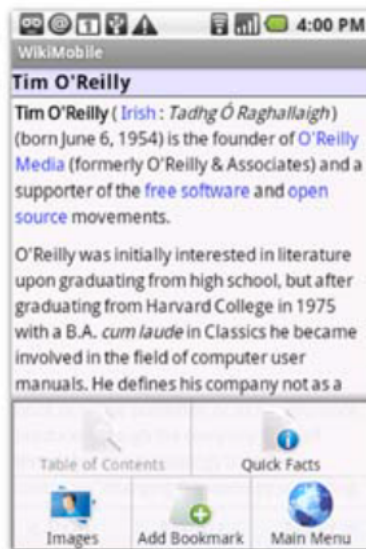 4:00 PM
WikiMobile
Tim O'Reilly
Tim O'Reilly ( Irish : Tadhg Ó Raghallaigh )
(born June 6, 1954) is the founder of O'Reilly
Media (formerly O'Reilly & Associates) and a
supporter of the free software and open
source movements.
O'Reilly was initially interested in literature
upon graduating from high school, but after
graduating from Harvard College in 1975
with a B.A. cum laude in Classics he became
involved in the field of computer user
manuals. He defines his company not as a
Table of Contents
Quick Facts
Images
Add Bookmark
Main Menu